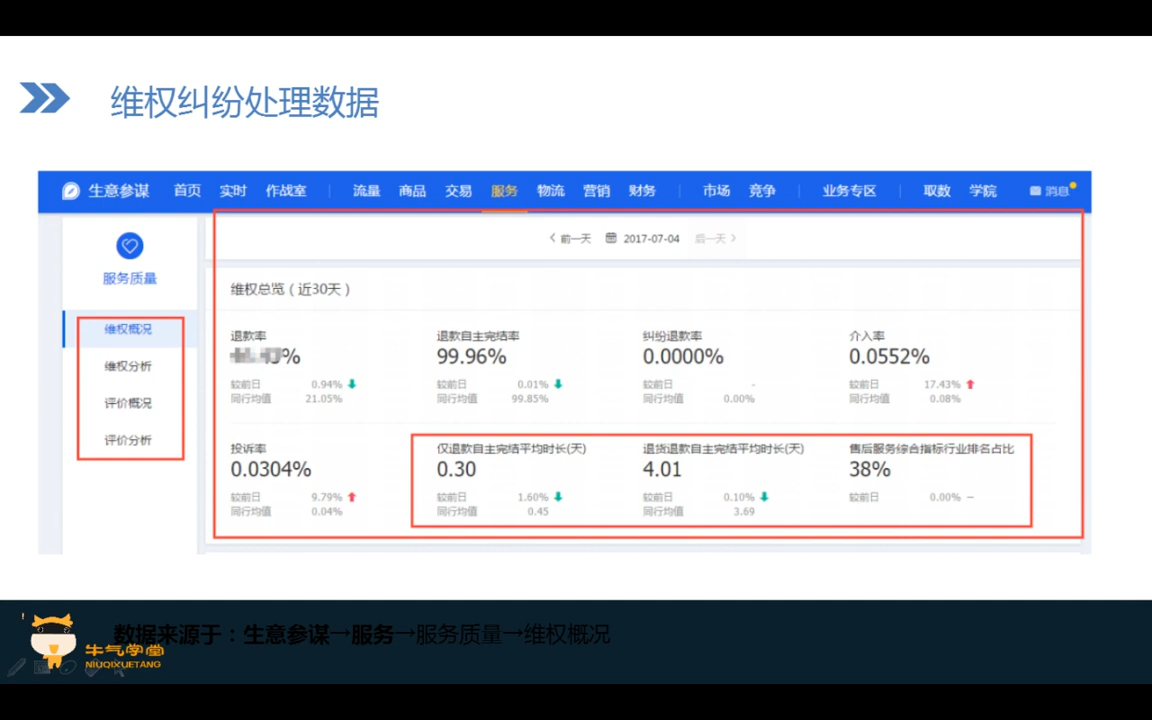 维权纠纷处理数据
生意参谋 首页 实时 作战室 流量 商品 交易 服务 物流 营销 财务 市场 竞争 业务专区 取数 学院 消息
前一天 2017-07-04 后一天
服务质量
维权概况
维权分析
评价概况
评价分析
维权总览（近30天）
退款率 退款自主完结率 纠纷退款率 介入率
99.96% 0.0000% 0.0552%
较前日 0.94% 较前日 0.01% 较前日 - 较前日 17.43%
同行均值 21.05% 同行均值 99.85% 同行均值 0.00% 同行均值 0.08%
投诉率 仅退款自主完结平均时长(天) 退货退款自主完结平均时长(天) 售后服务综合指标行业排名占比
0.0304% 0.30 4.01 38%
较前日 9.79% 较前日 1.60% 较前日 0.10% 较前日 0.00% -
同行均值 0.04% 同行均值 0.45 同行均值 3.69
数据来源于：生意参谋→服务→服务质量→维权概况
牛气学堂
NIUQIXUETANG